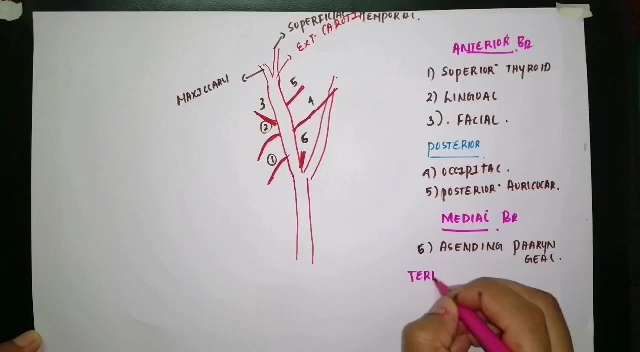 SUPERFICIAL TEMPORAL.
EXT. CAROTI
MAXILLARY
5
3
4
②
6
①
ANTERIOR BR
1) SUPERIOR THYROID
2) LINGUAL
3). FACIAL.
POSTERIOR
4) OCCIPITAL.
5) POSTERIOR AURICULAR.
MEDIAL BR
6) ASENDING PHARYN
GEAL.
TERI